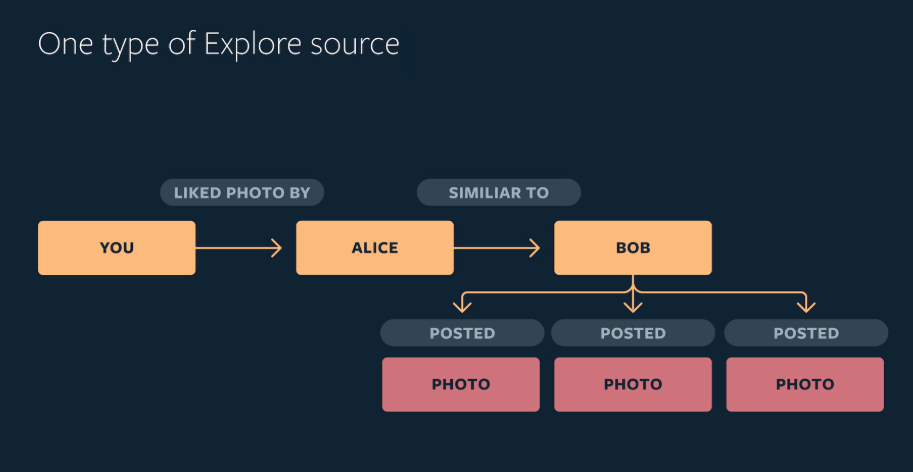 One type of Explore source
LIKED PHOTO BY
SIMILIAR TO
YOU
ALICE
BOB
POSTED
POSTED
POSTED
PHOTO
PHOTO
PHOTO